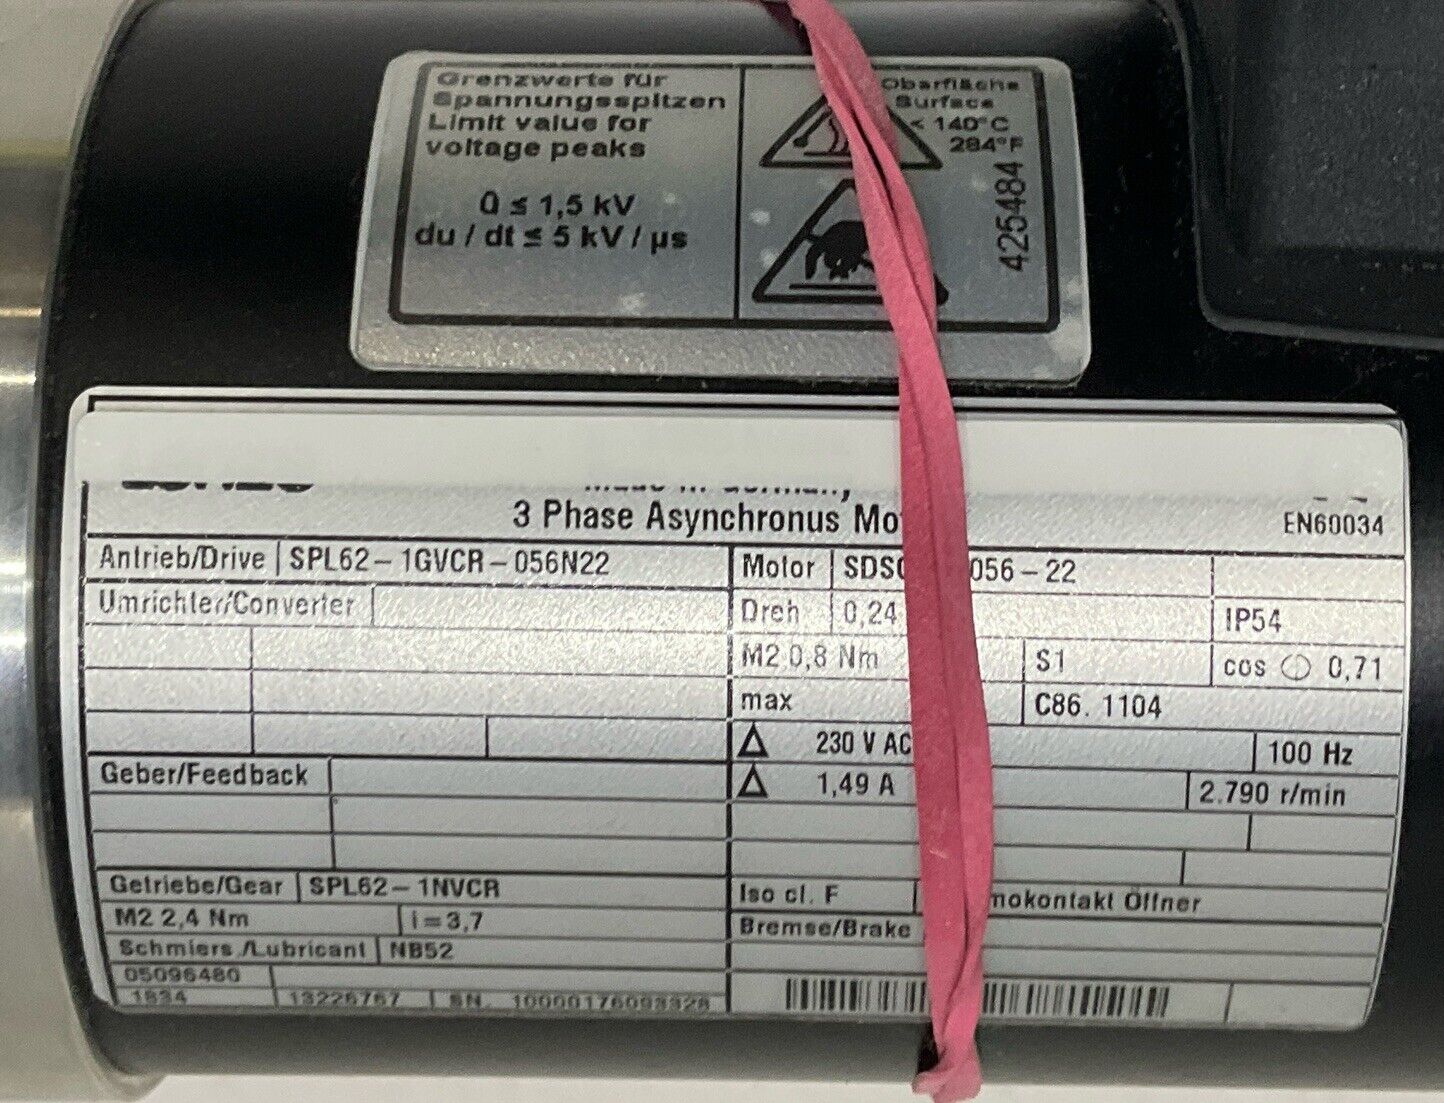 Grenzwerte für
Spannungsspitzen
Limit value for
voltage peaks
Û ≤ 1,5 kV
du / dt ≤ 5 kV / µs
Oberfläche
Surface
< 140°C
284°F
425484
3 Phase Asynchronus
EN60034
Antrieb/Drive SPL62-1GVCR-056N22
Motor 056-22
Umrichter/Converter
Dreh 0,24
IP54
M2 0,8 Nm
S1
cos ϕ 0,71
max
C86. 1104
Δ 230 V AC
100 Hz
Geber/Feedback
Δ 1,49 A
2.790 r/min
Getriebe/Gear SPL62-1NVCR
Iso cl. F
Öffner
M2 2,4 Nm i=3,7
Bremse/Brake
Schmiers./Lubricant NB52
05096480
1834 13226767 SN.